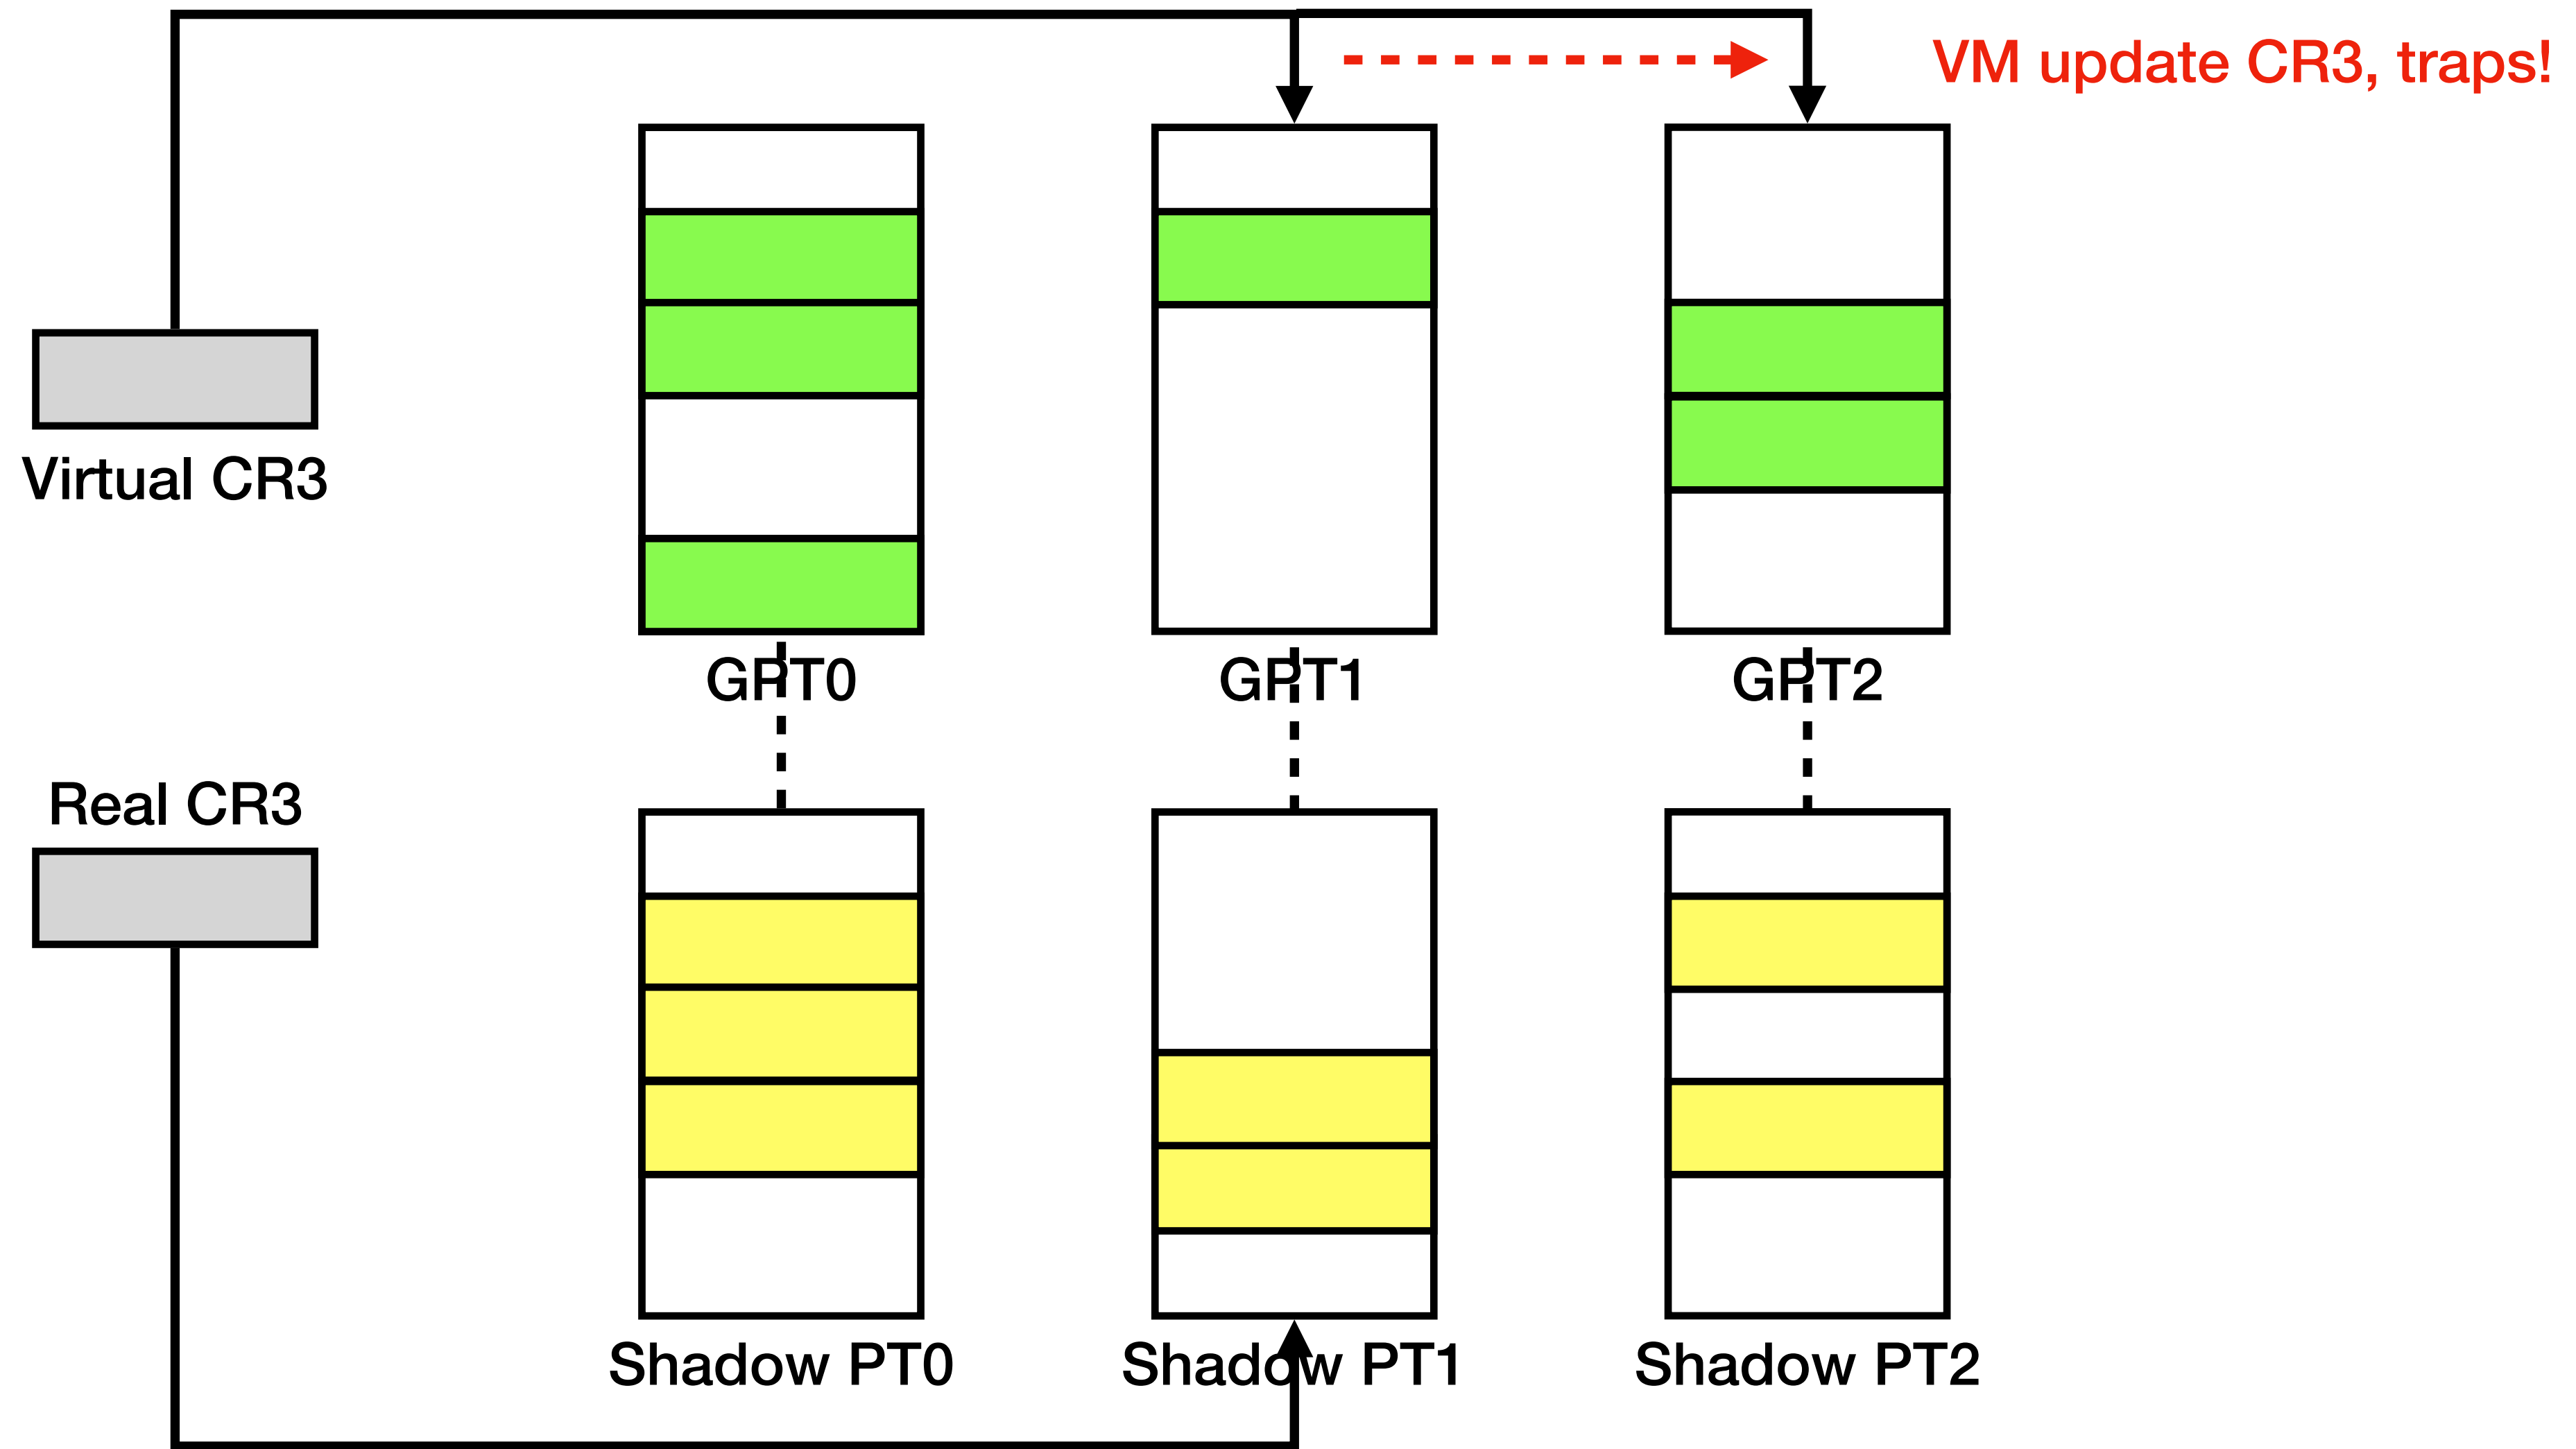 VM update CR3, traps!
Virtual CR3
GPT0
GPT1
GPT2
Real CR3
Shadow PT0
Shadow PT1
Shadow PT2